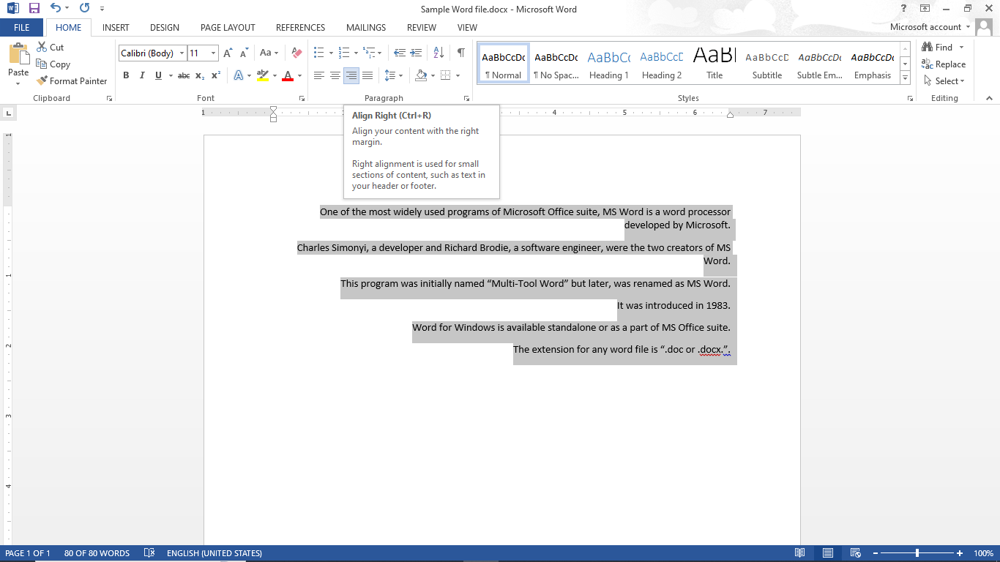 Sample Word file.docx - Microsoft Word
?
FILE HOME INSERT DESIGN PAGE LAYOUT REFERENCES MAILINGS REVIEW VIEW Microsoft account
Paste
Cut
Copy
Format Painter
Clipboard
Calibri (Body) 11 A A Aa A
B I U abc x₂ x² A ab A
Font
A Z ¶
Paragraph
AaBbCcDc AaBbCcDc AaBbCc AaBbCcD AaBl AaBbCcD AaBbCcDc AaBbCcDc
¶ Normal ¶ No Spac... Heading 1 Heading 2 Title Subtitle Subtle Em... Emphasis
Styles
Find
Replace
Select
Editing
L 1 4 5 6 7
Align Right (Ctrl+R)
Align your content with the right
margin.
Right alignment is used for small
sections of content, such as text in
your header or footer.
One of the most widely used programs of Microsoft Office suite, MS Word is a word processor
developed by Microsoft.
Charles Simonyi, a developer and Richard Brodie, a software engineer, were the two creators of MS
Word.
This program was initially named “Multi-Tool Word” but later, was renamed as MS Word.
It was introduced in 1983.
Word for Windows is available standalone or as a part of MS Office suite.
The extension for any word file is “.doc or .docx.”.
1
1
2
3
4
PAGE 1 OF 1 80 OF 80 WORDS ENGLISH (UNITED STATES) 100%